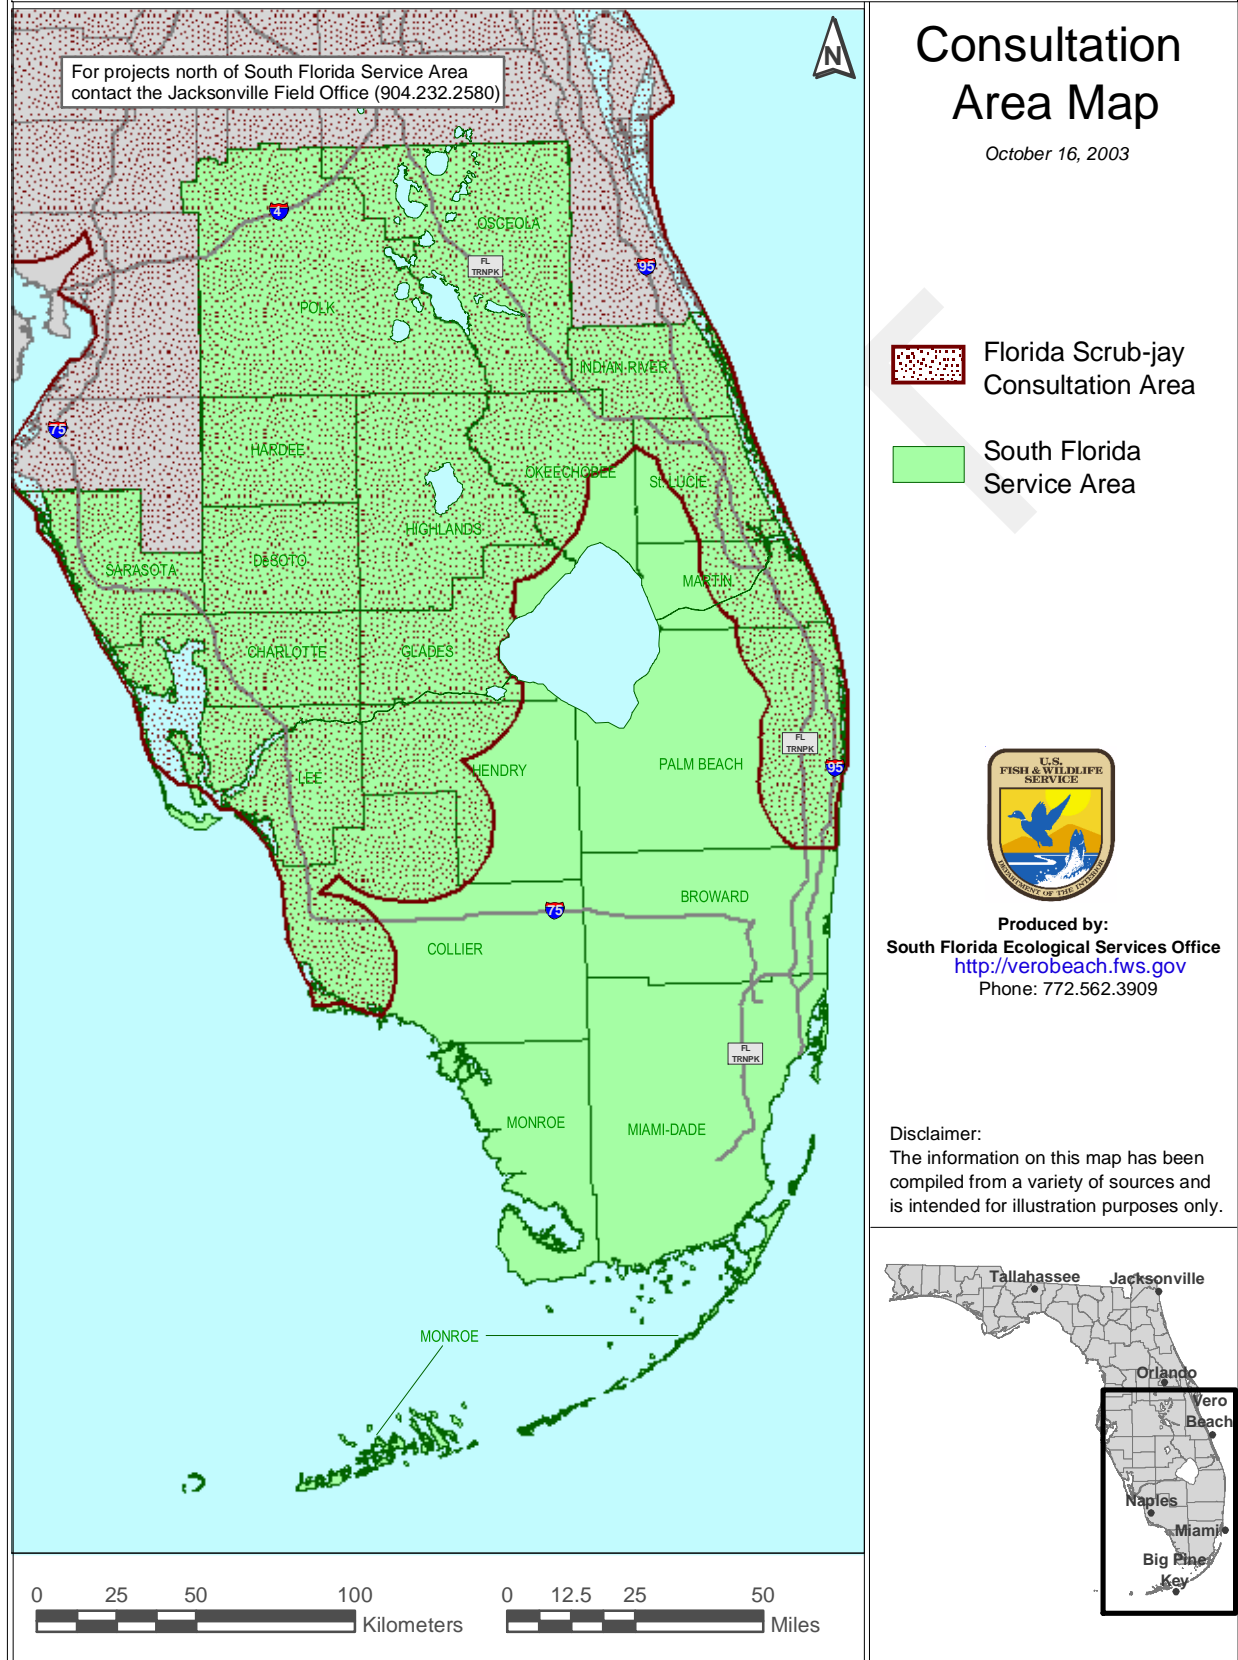 For projects north of South Florida Service Area
contact the Jacksonville Field Office (904.232.2580)
N
Consultation
Area Map
October 16, 2003
4
OSCEOLA
FL
TRNPK
95
POLK
INDIAN RIVER
75
HARDEE
OKEECHOBEE
St. LUCIE
HIGHLANDS
SARASOTA
DeSOTO
MARTIN
CHARLOTTE
GLADES
FL
TRNPK
LEE
HENDRY
PALM BEACH
95
BROWARD
75
COLLIER
FL
TRNPK
MONROE
MIAMI-DADE
MONROE
Florida Scrub-jay
Consultation Area
South Florida
Service Area
U.S.
FISH & WILDLIFE
SERVICE
DEPARTMENT OF THE INTERIOR
Produced by:
South Florida Ecological Services Office
http://verobeach.fws.gov
Phone: 772.562.3909
Disclaimer:
The information on this map has been
compiled from a variety of sources and
is intended for illustration purposes only.
Tallahassee
Jacksonville
Orlando
Vero
Beach
Naples
Miami
Big Pine
Key
0 25 50 100
Kilometers
0 12.5 25 50
Miles